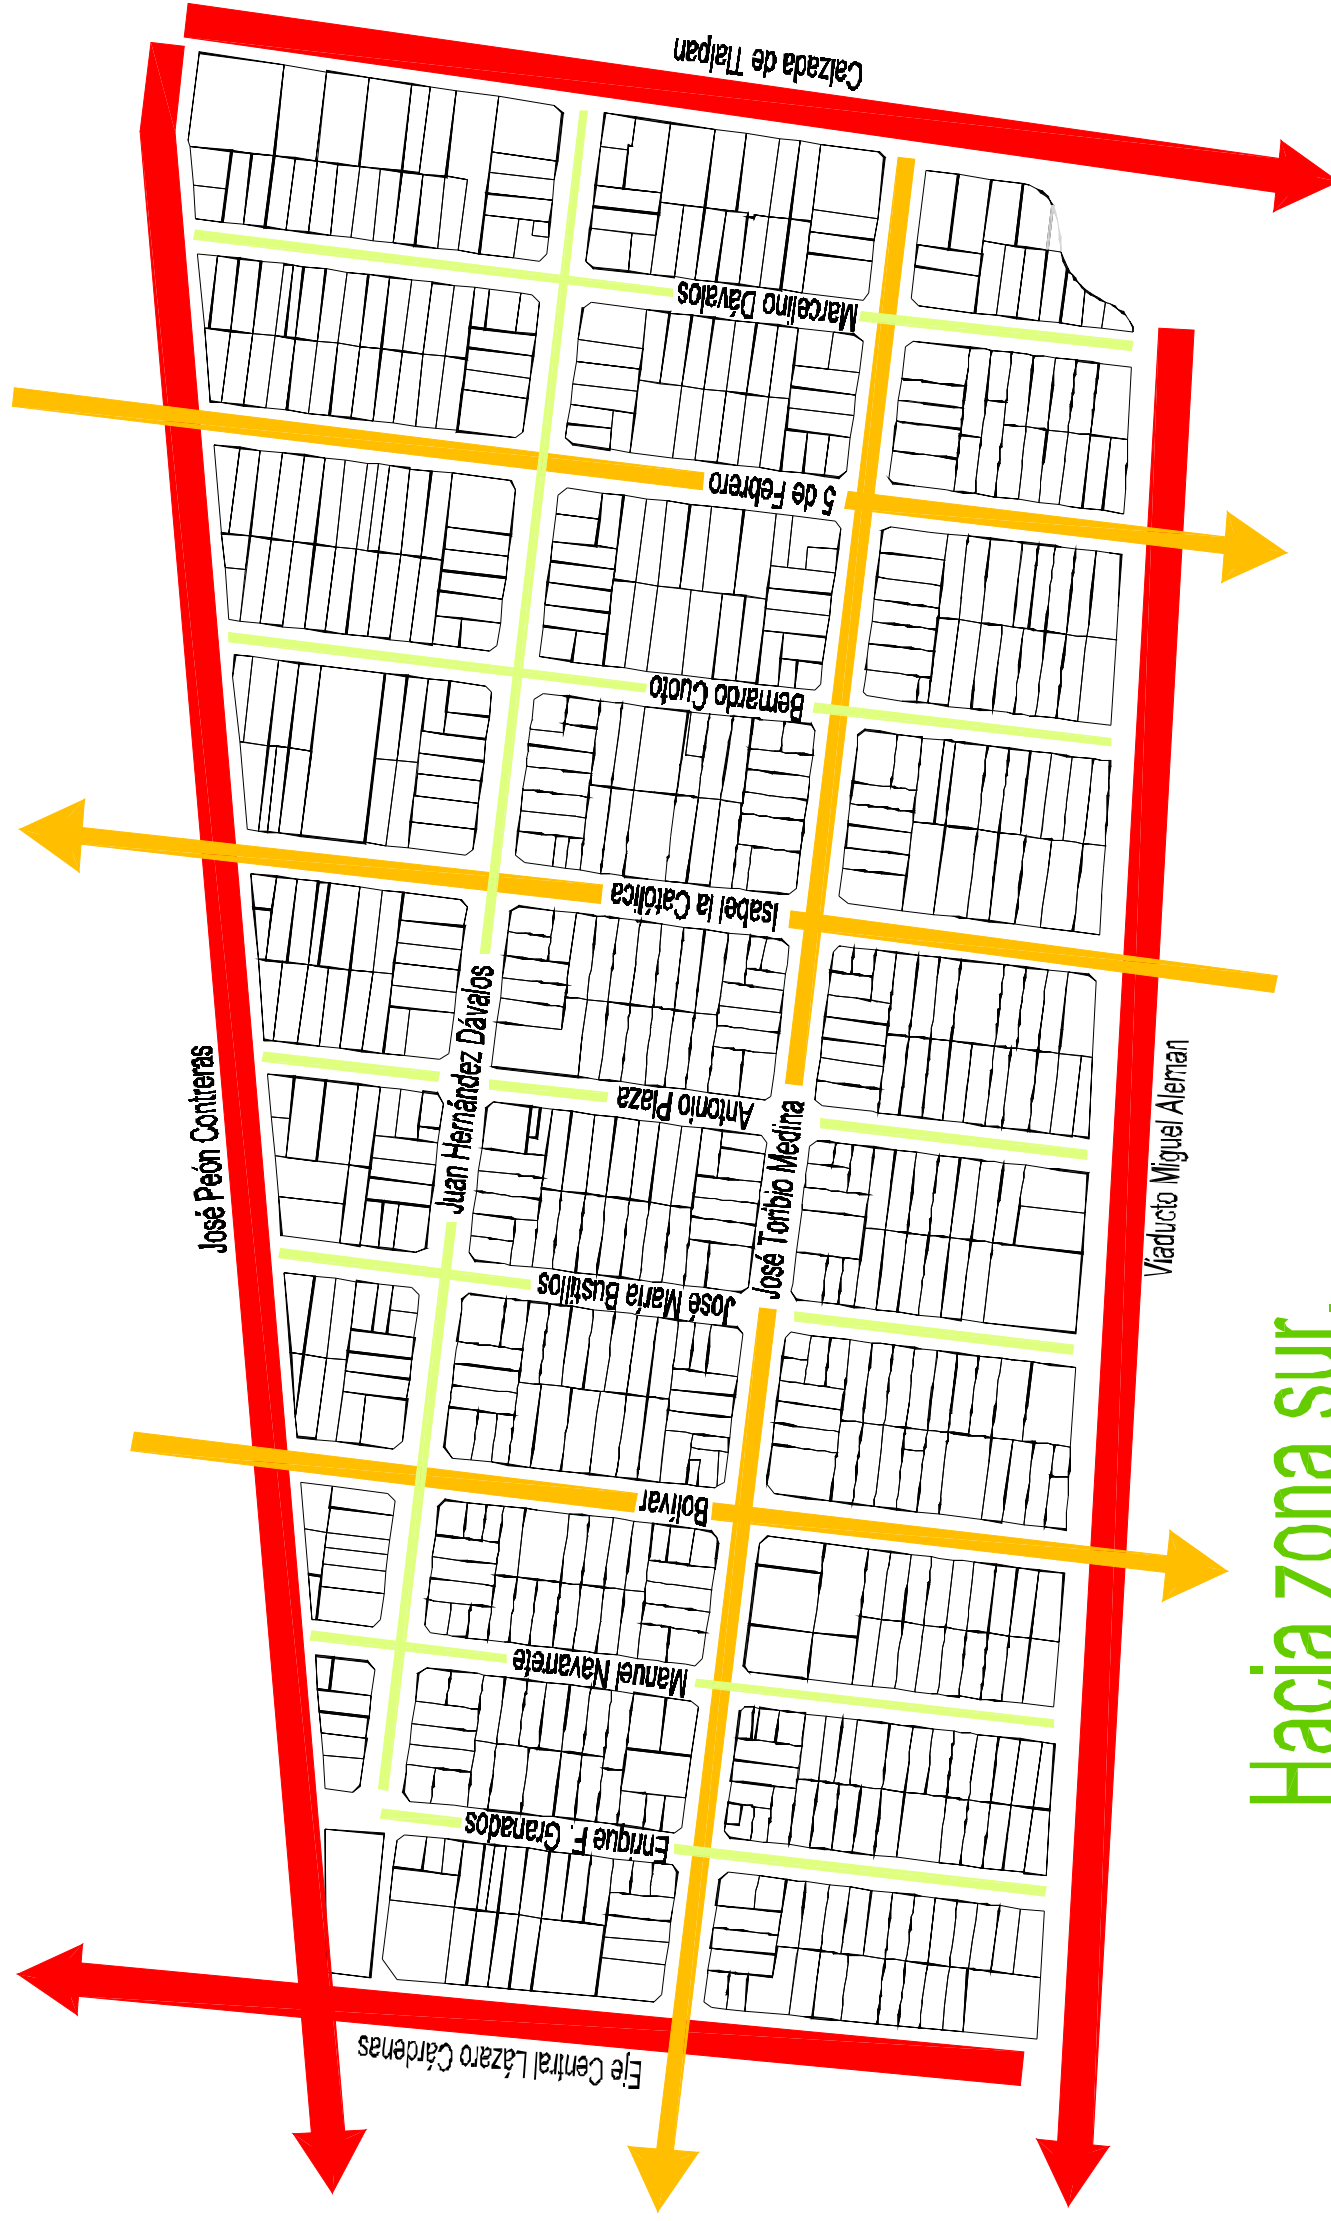 Calzada de Tlalpan
Marcelino Dávalos
5 de Febrero
Bernardo Cuoto
Isabel la Católica
Juan Hernández Dávalos
José Peón Contreras
Antonio Plaza
José Toribio Medina
Viaducto Miguel Aleman
José María Bustillos
Hacia zona sur
Bolívar
Manuel Navarrete
Enrique F. Granados
Eje Central Lázaro Cárdenas